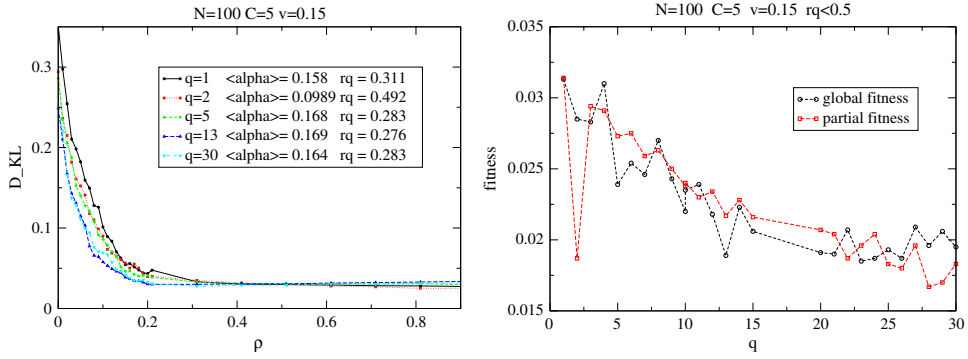 N=100 C=5 v=0.15
D_KL
0.3
0.2
0.1
0
q=1 <alpha>= 0.158 rq = 0.311
q=2 <alpha>= 0.0989 rq = 0.492
q=5 <alpha>= 0.168 rq = 0.283
q=13 <alpha>= 0.169 rq = 0.276
q=30 <alpha>= 0.164 rq = 0.283
0 0.2 0.4 0.6 0.8
ρ
N=100 C=5 v=0.15 rq<0.5
fitness
0.035
0.03
0.025
0.02
0.015
global fitness
partial fitness
0 5 10 15 20 25 30
q